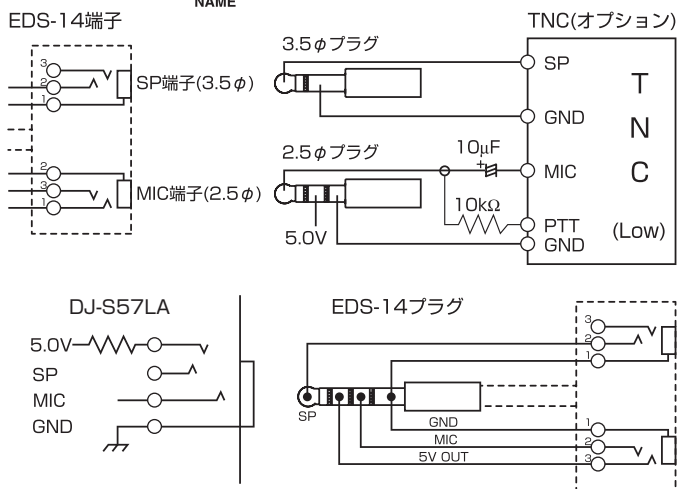 NAME
EDS-14端子
TNC(オプション)
3.5φプラグ
3
2
1
SP端子(3.5φ)
SP
GND
T
N
C
2.5φプラグ
10μF
+
MIC
2
3
1
MIC端子(2.5φ)
10kΩ
PTT
5.0V
GND
(Low)
DJ-S57LA
EDS-14プラグ
5.0V
SP
MIC
GND
3
2
1
SP
GND
1
MIC
2
5V OUT
3